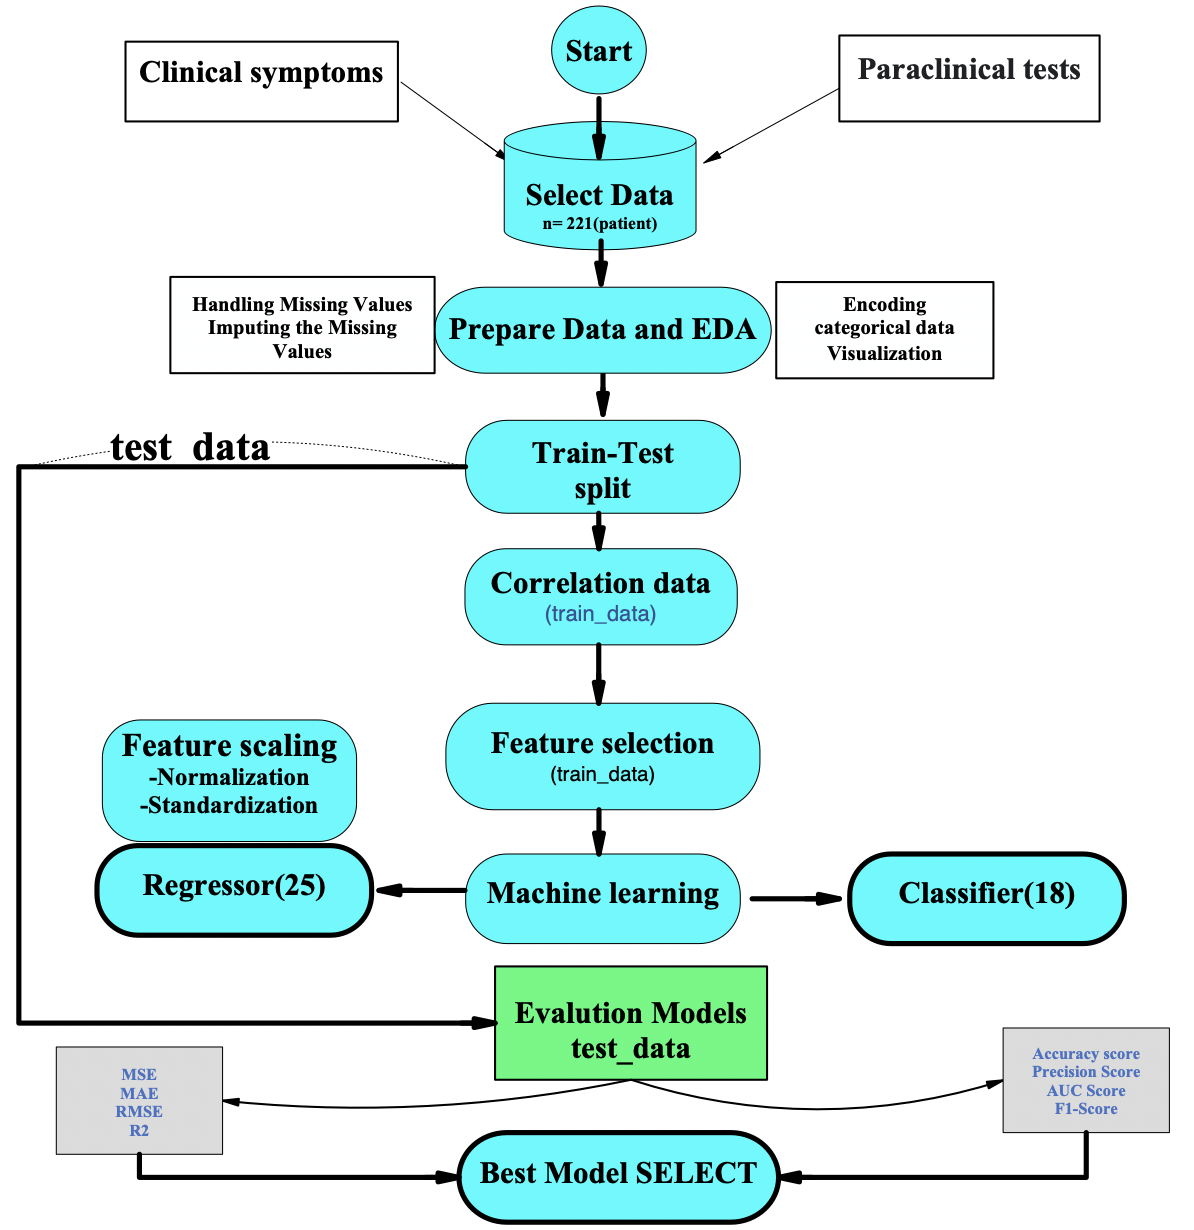 Start
Clinical symptoms
Paraclinical tests
Select Data
n= 221(patient)
Handling Missing Values
Imputing the Missing
Values
Prepare Data and EDA
Encoding
categorical data
Visualization
test_data
Train-Test
split
Correlation data
(train_data)
Feature selection
(train_data)
Feature scaling
-Normalization
-Standardization
Regressor(25)
Machine learning
Classifier(18)
Evalution Models
test_data
MSE
MAE
RMSE
R2
Accuracy score
Precision Score
AUC Score
F1-Score
Best Model SELECT